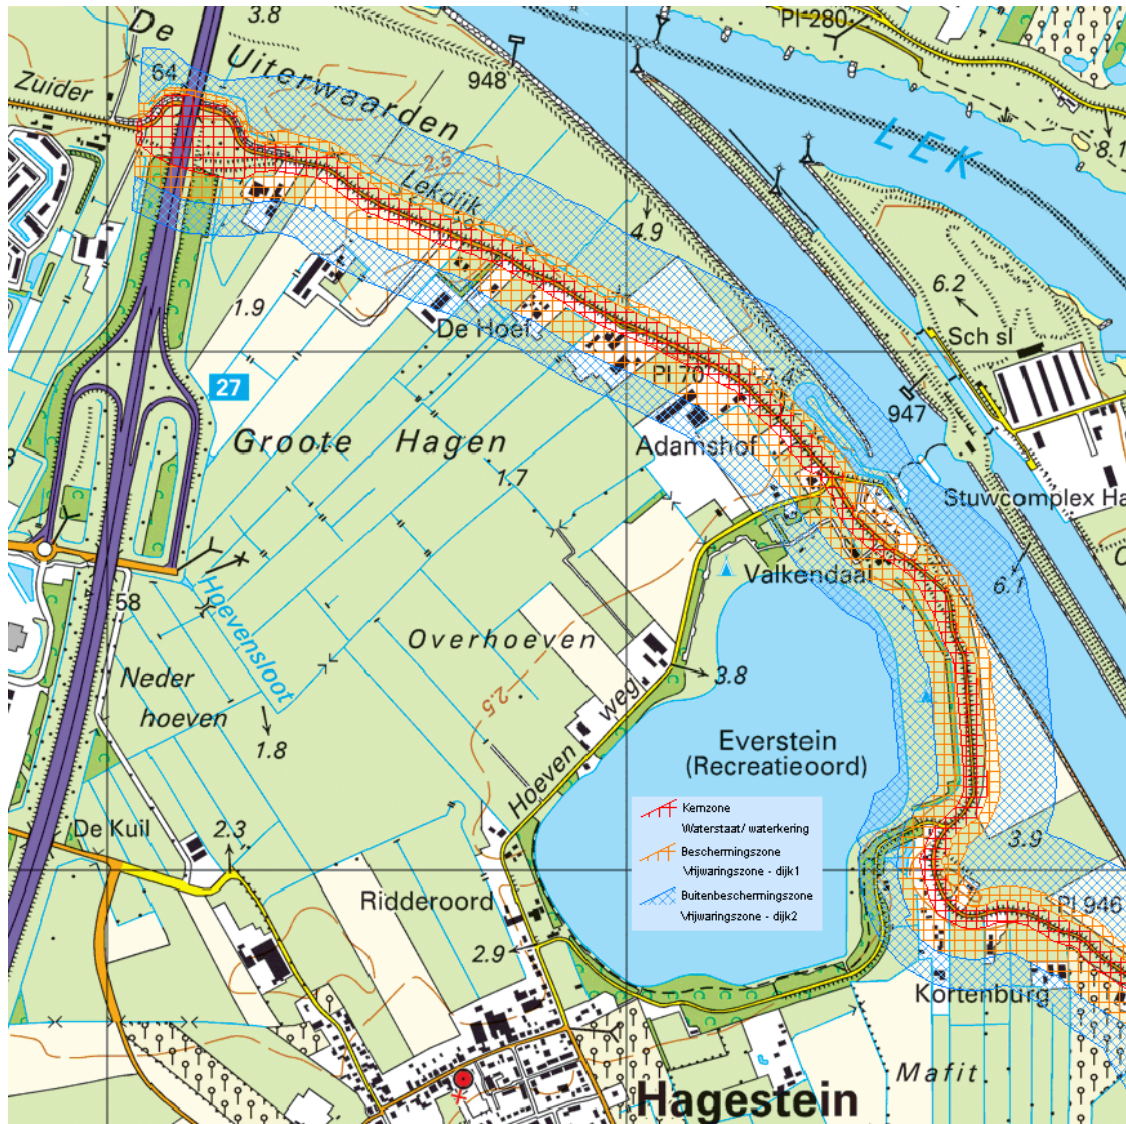 De
Uiterwaarden
3.8
Pl 280
64
Zuider
948
LEK
8.1
2.5
Lekdijk
4.9
6.2
1.9
Sch sl
De Hoef
27
Pl 70
947
Groote Hagen
Adamshof
1.7
Stuwcomplex Ha
Valkendaal
6.1
58
Hoevensloot
Overhoeven
Neder
hoeven
3.8
2.5
1.8
Hoeven weg
Everstein
(Recreatieoord)
Kernzone
Waterstaat/ waterkering
Beschermingszone
Vrijwaringszone - dijk1
Buitenbeschermingszone
Vrijwaringszone - dijk2
De Kuil
2.3
3.9
Ridderoord
Pl 946
2.9
Kortenburg
Mafit
Hagestein